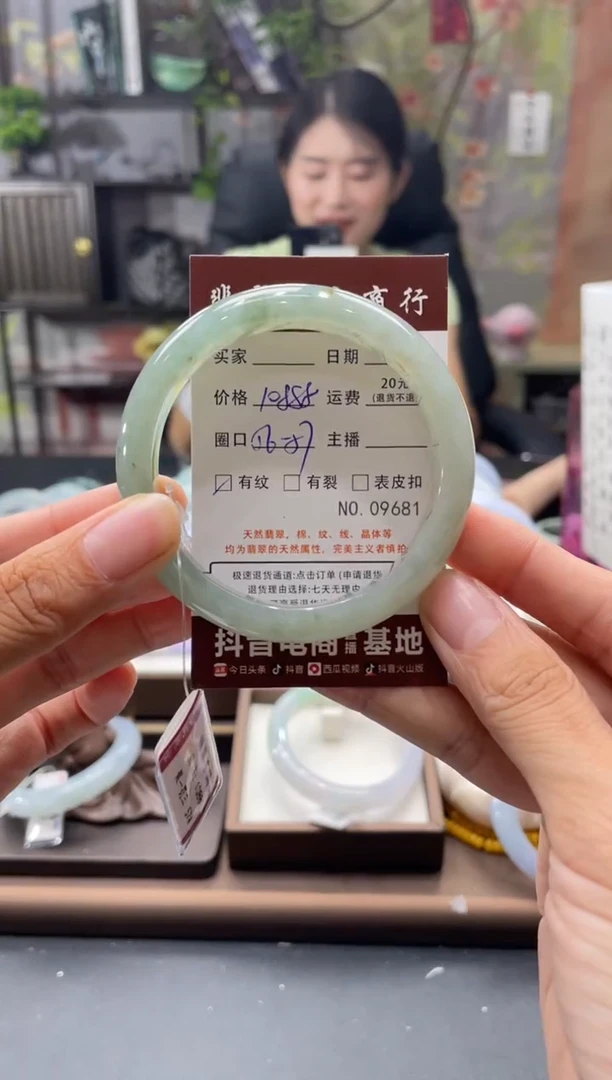 商行
买家 日期
价格 10888 运费 20元 (退货不退
圈口 56-57 主播
有纹 有裂 表皮扣
NO. 09681
天然翡翠,棉、纹、线、晶体等
均为翡翠的天然属性,完美主义者慎拍
极速退货通道:点击订单(申请退货
退货理由选择:七天无理由
抖音电商 播 基地
今日头条 抖音 西瓜视频 抖音火山版